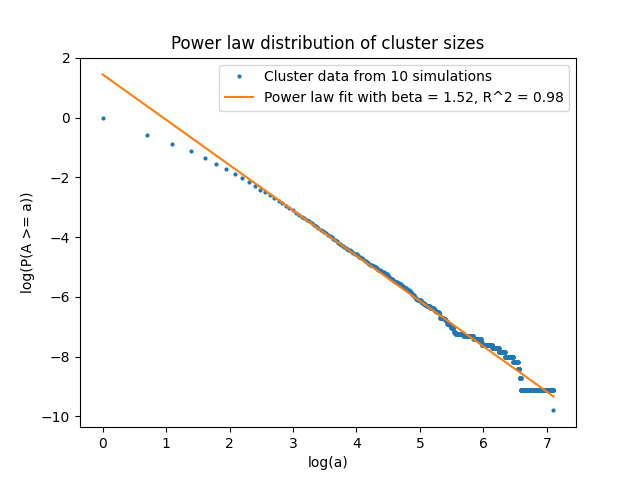 Power law distribution of cluster sizes
Cluster data from 10 simulations
Power law fit with beta = 1.52, R^2 = 0.98
log(P(A >= a))
2
0
−2
−4
−6
−8
−10
0 1 2 3 4 5 6 7
log(a)